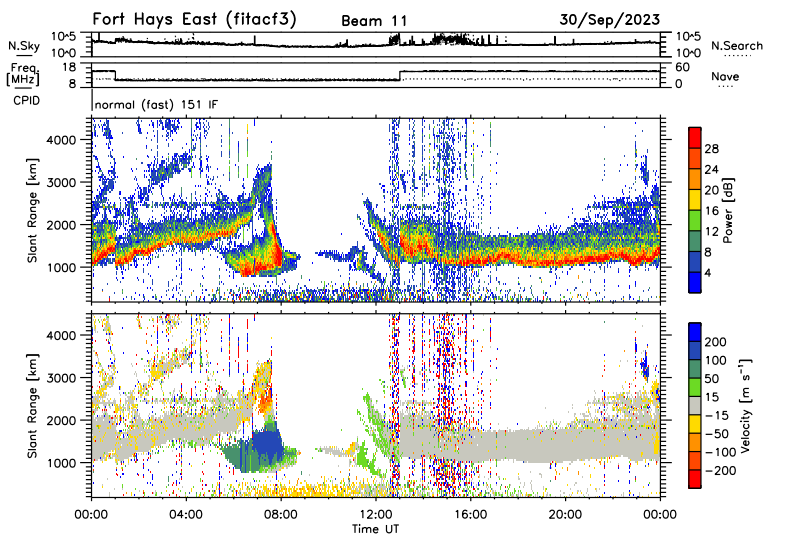 Fort Hays East (fitacf3) Beam 11 30/Sep/2023
N.Sky 10^5 10^0 10^5 10^0 N.Search
Freq. [MHz] 18 8 60 0 Nave
CPID normal (fast) 151 IF
Slant Range [km] 4000 3000 2000 1000
28 24 20 16 12 8 4 Power [dB]
Slant Range [km] 4000 3000 2000 1000
200 100 50 15 −15 −50 −100 −200 Velocity [m s⁻¹]
00:00 04:00 08:00 12:00 16:00 20:00 00:00
Time UT